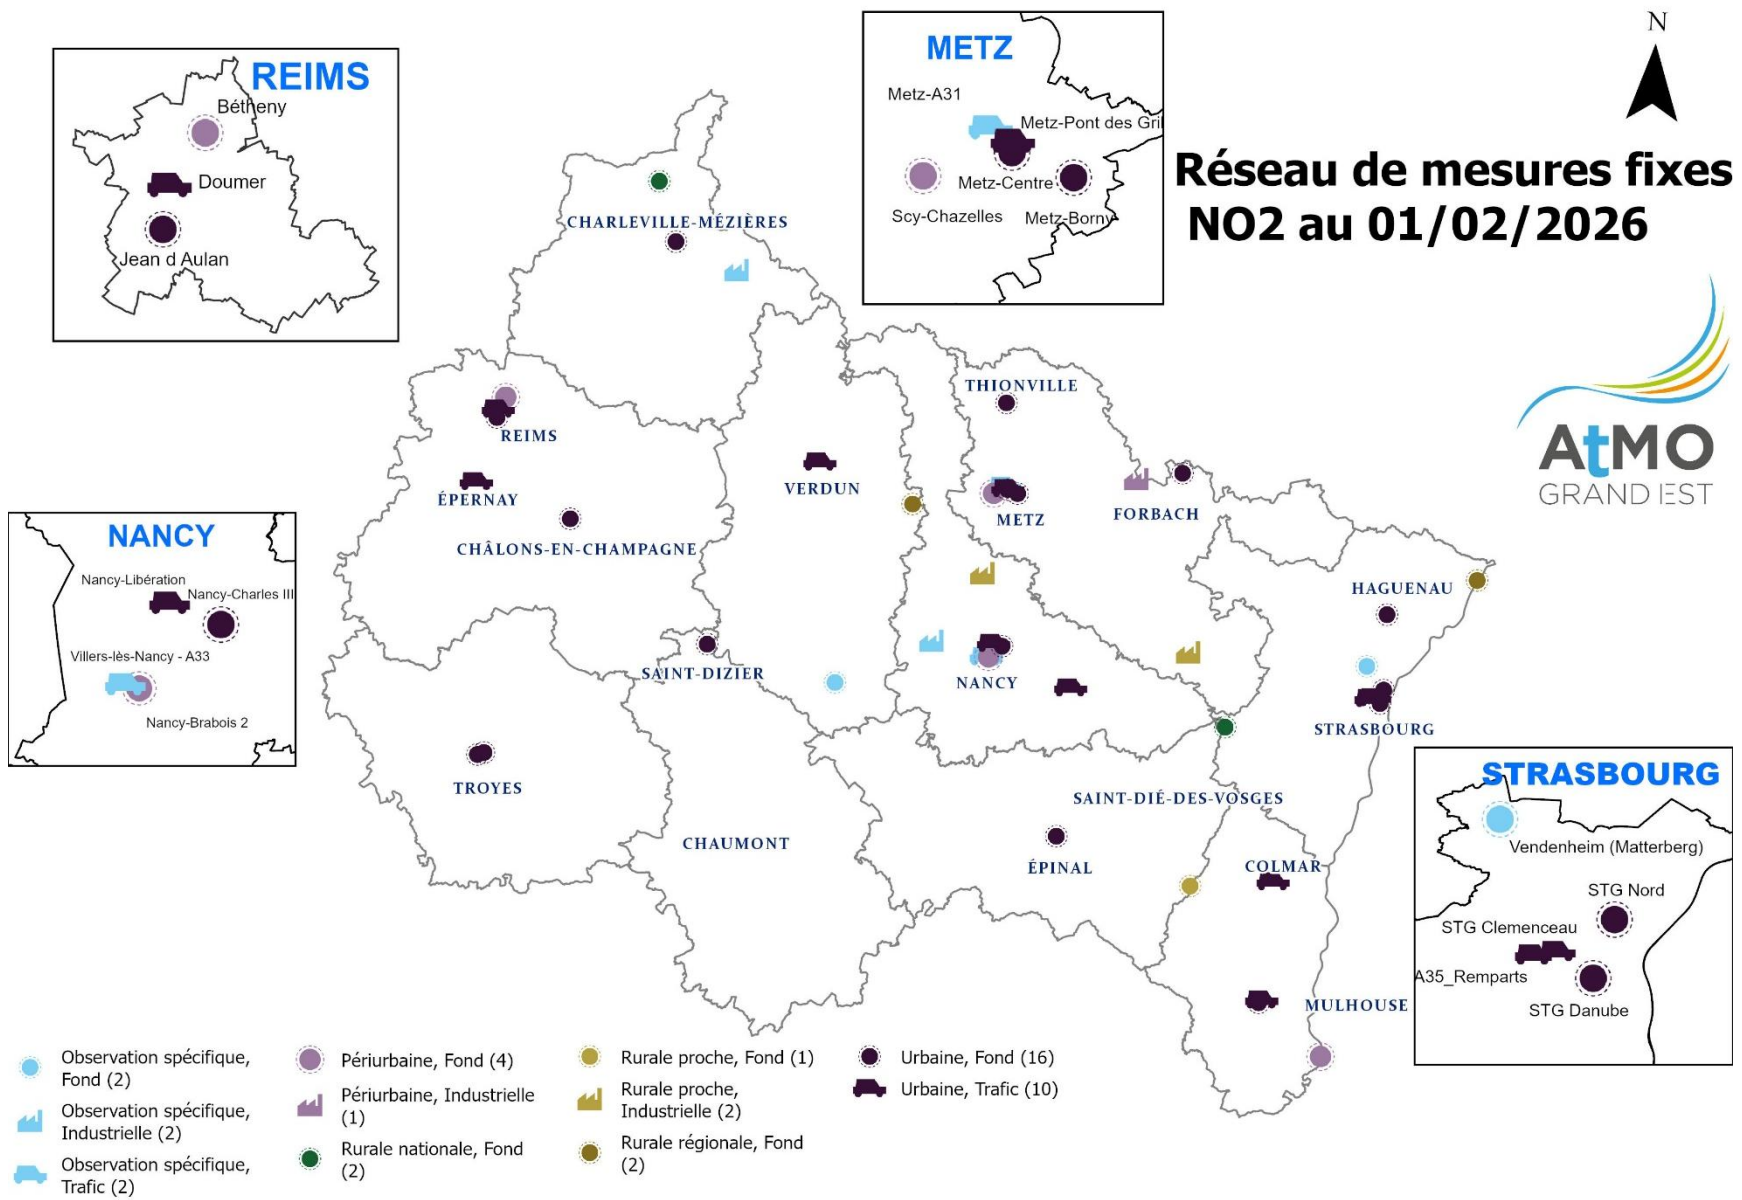 REIMS
Bétheny
Doumer
Jean d Aulan
METZ
Metz-A31
Metz-Pont des Gril
Metz-Centre
Scy-Chazelles
Metz-Borny
N
Réseau de mesures fixes
NO2 au 01/02/2026
AtMO
GRAND EST
CHARLEVILLE-MÉZIÈRES
THIONVILLE
REIMS
VERDUN
ÉPERNAY
METZ
FORBACH
CHÂLONS-EN-CHAMPAGNE
HAGUENAU
SAINT-DIZIER
NANCY
STRASBOURG
TROYES
SAINT-DIÉ-DES-VOSGES
CHAUMONT
ÉPINAL
COLMAR
MULHOUSE
NANCY
Nancy-Libération
Nancy-Charles III
Villers-lès-Nancy - A33
Nancy-Brabois 2
STRASBOURG
Vendenheim (Matterberg)
STG Nord
STG Clemenceau
A35_Remparts
STG Danube
Observation spécifique,
Fond (2)
Observation spécifique,
Industrielle (2)
Observation spécifique,
Trafic (2)
Périurbaine, Fond (4)
Périurbaine, Industrielle
(1)
Rurale nationale, Fond
(2)
Rurale proche, Fond (1)
Rurale proche,
Industrielle (2)
Rurale régionale, Fond
(2)
Urbaine, Fond (16)
Urbaine, Trafic (10)